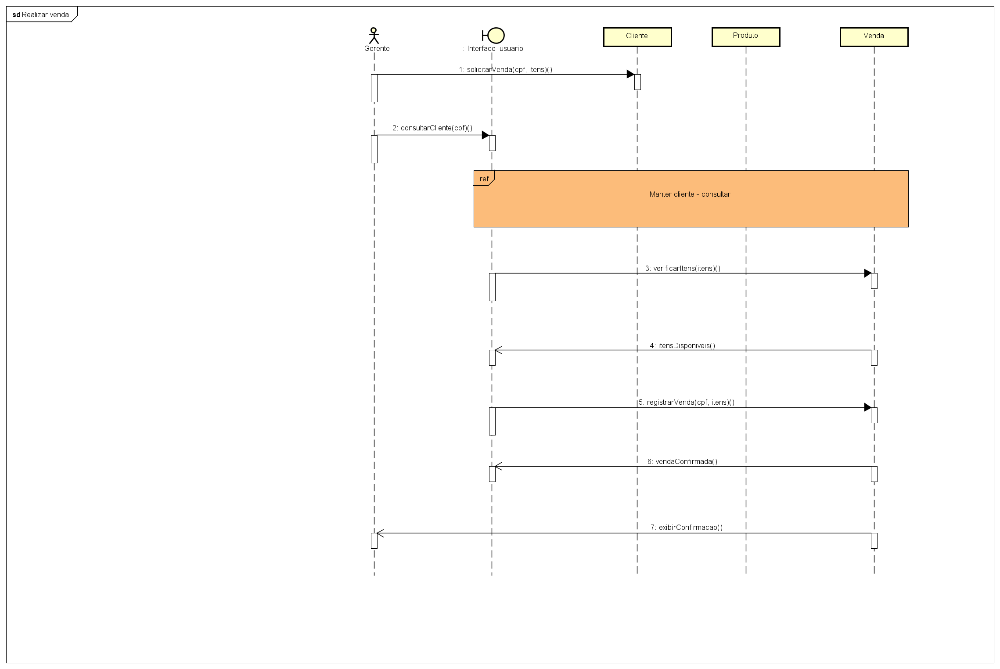 sd Realizar venda
: Gerente
: Interface_usuario
Cliente
Produto
Venda
1: solicitarVenda(cpf, itens)()
2: consultarCliente(cpf)()
ref
Manter cliente - consultar
3: verificarItens(itens)()
4: itensDisponiveis()
5: registrarVenda(cpf, itens)()
6: vendaConfirmada()
7: exibirConfirmacao()